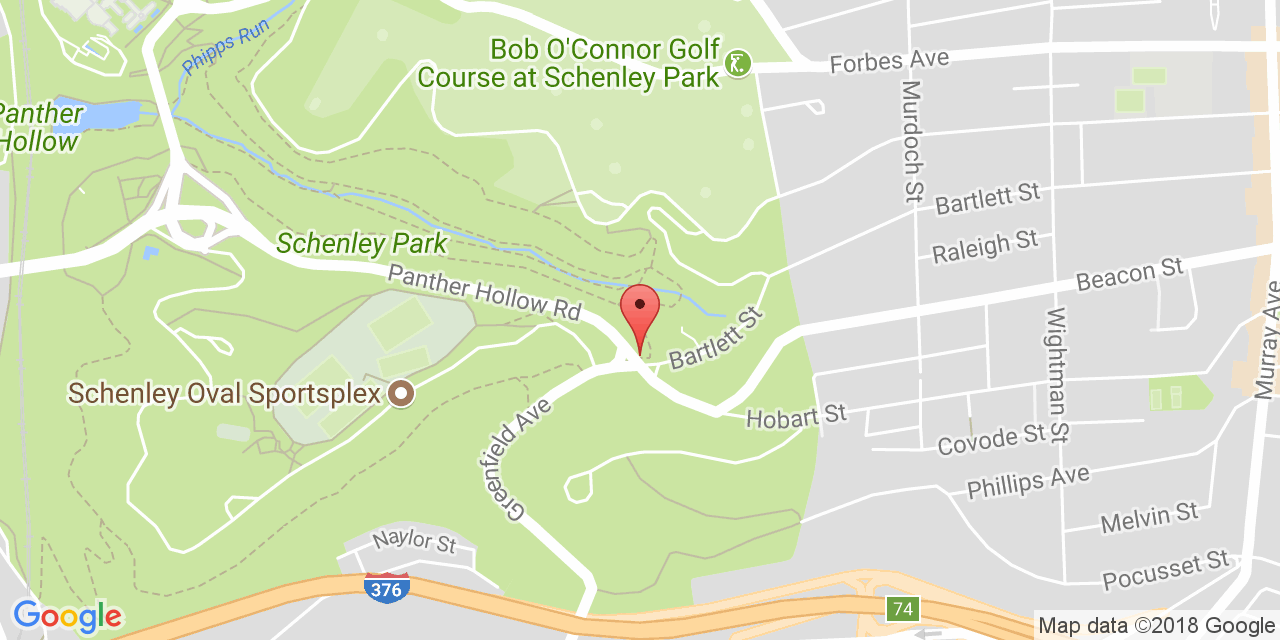 Phipps Run
Bob O'Connor Golf
Course at Schenley Park
Forbes Ave
Panther
Hollow
Murdoch St
Bartlett St
Raleigh St
Schenley Park
Panther Hollow Rd
Beacon St
Murray Ave
Bartlett St
Wightman St
Schenley Oval Sportsplex
Greenfield Ave
Hobart St
Covode St
Phillips Ave
Melvin St
Naylor St
Pocusset St
376
74
Google
Map data ©2018 Google